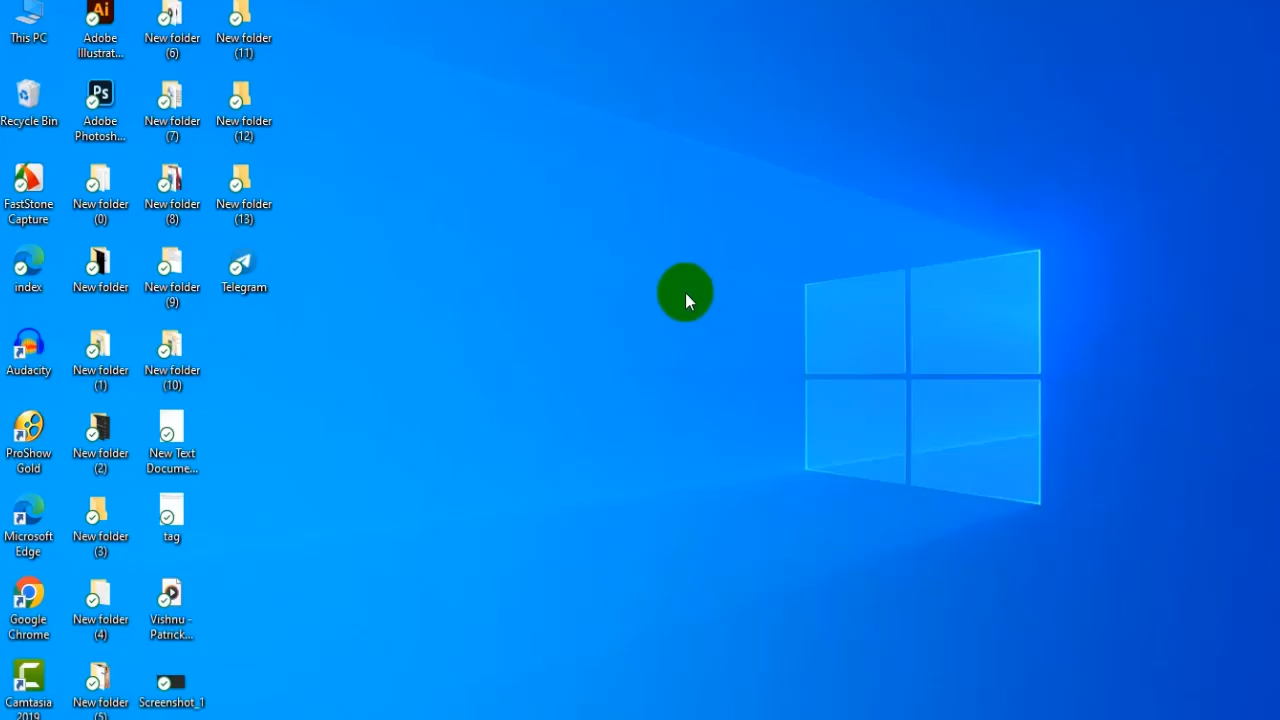 This PC
Adobe
Illustrat...
New folder
(6)
New folder
(11)
Recycle Bin
Adobe
Photosh...
New folder
(7)
New folder
(12)
FastStone
Capture
New folder
(0)
New folder
(8)
New folder
(13)
index
New folder
New folder
(9)
Telegram
Audacity
New folder
(1)
New folder
(10)
ProShow
Gold
New folder
(2)
New Text
Docume...
Microsoft
Edge
New folder
(3)
tag
Google
Chrome
New folder
(4)
Vishnu -
Patrick...
Camtasia
2019
New folder
(5)
Screenshot_1
Ai
Ps